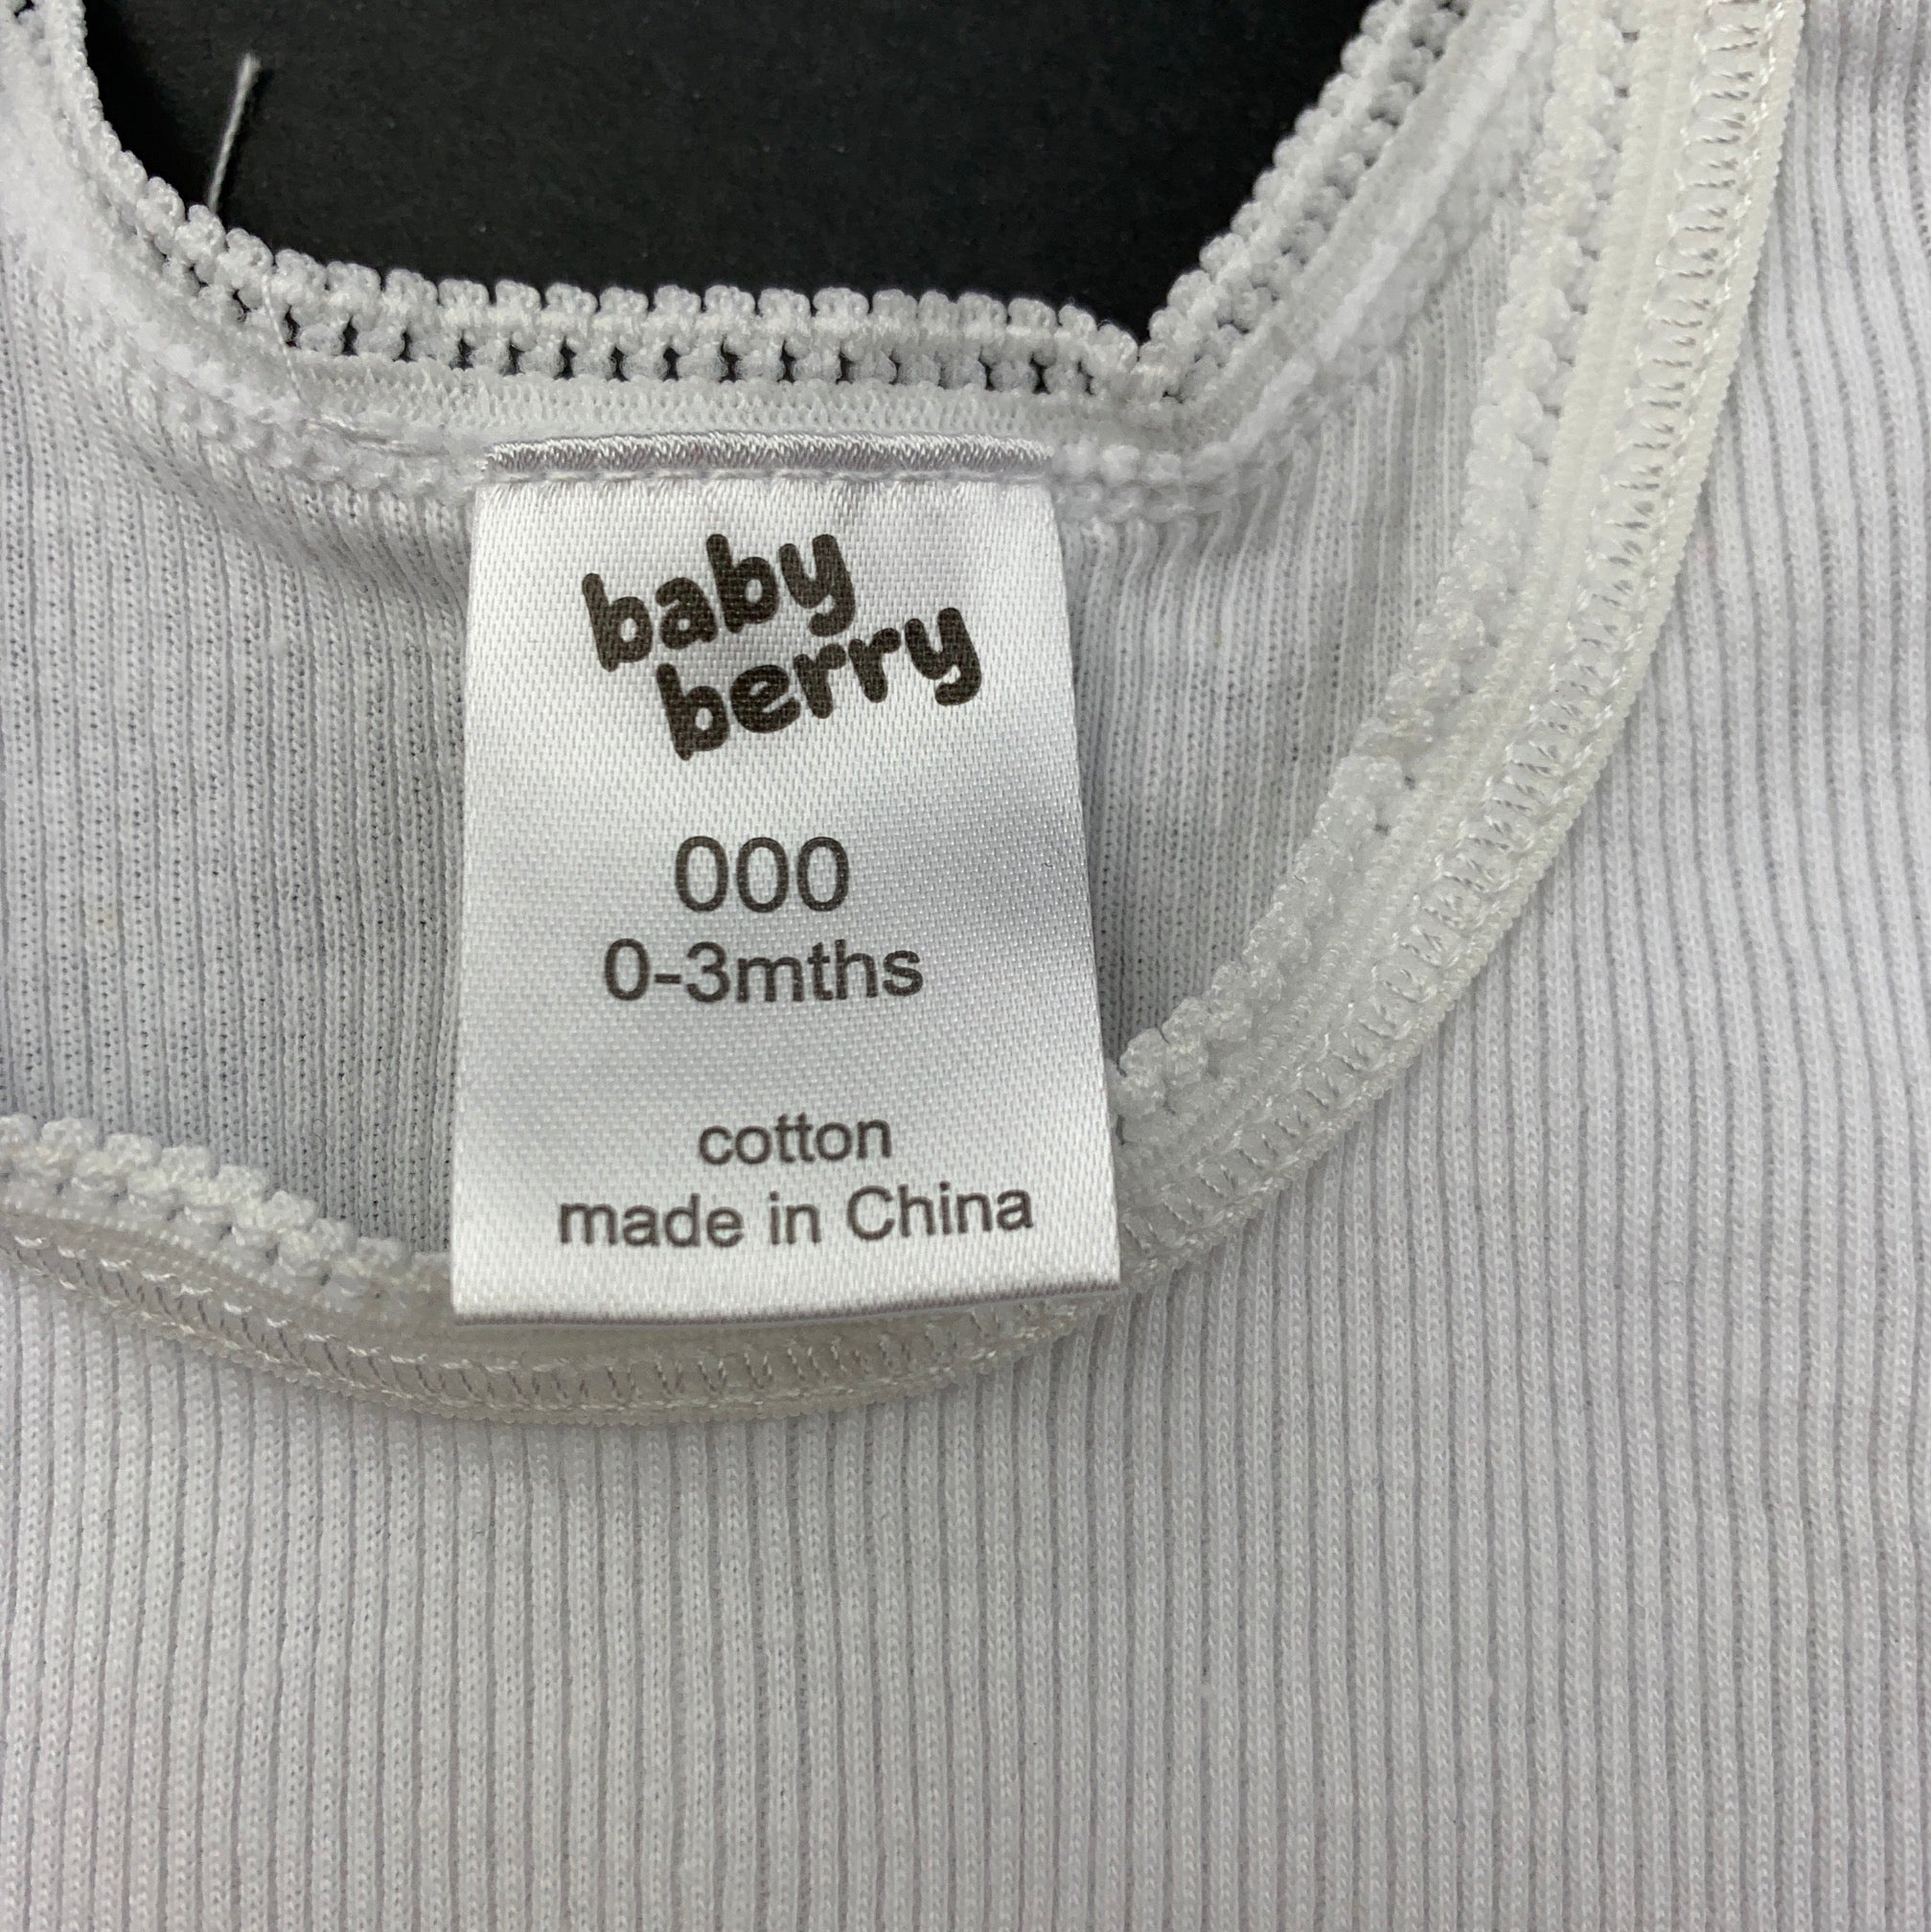 baby
berry
000
0-3mths
cotton
made in China